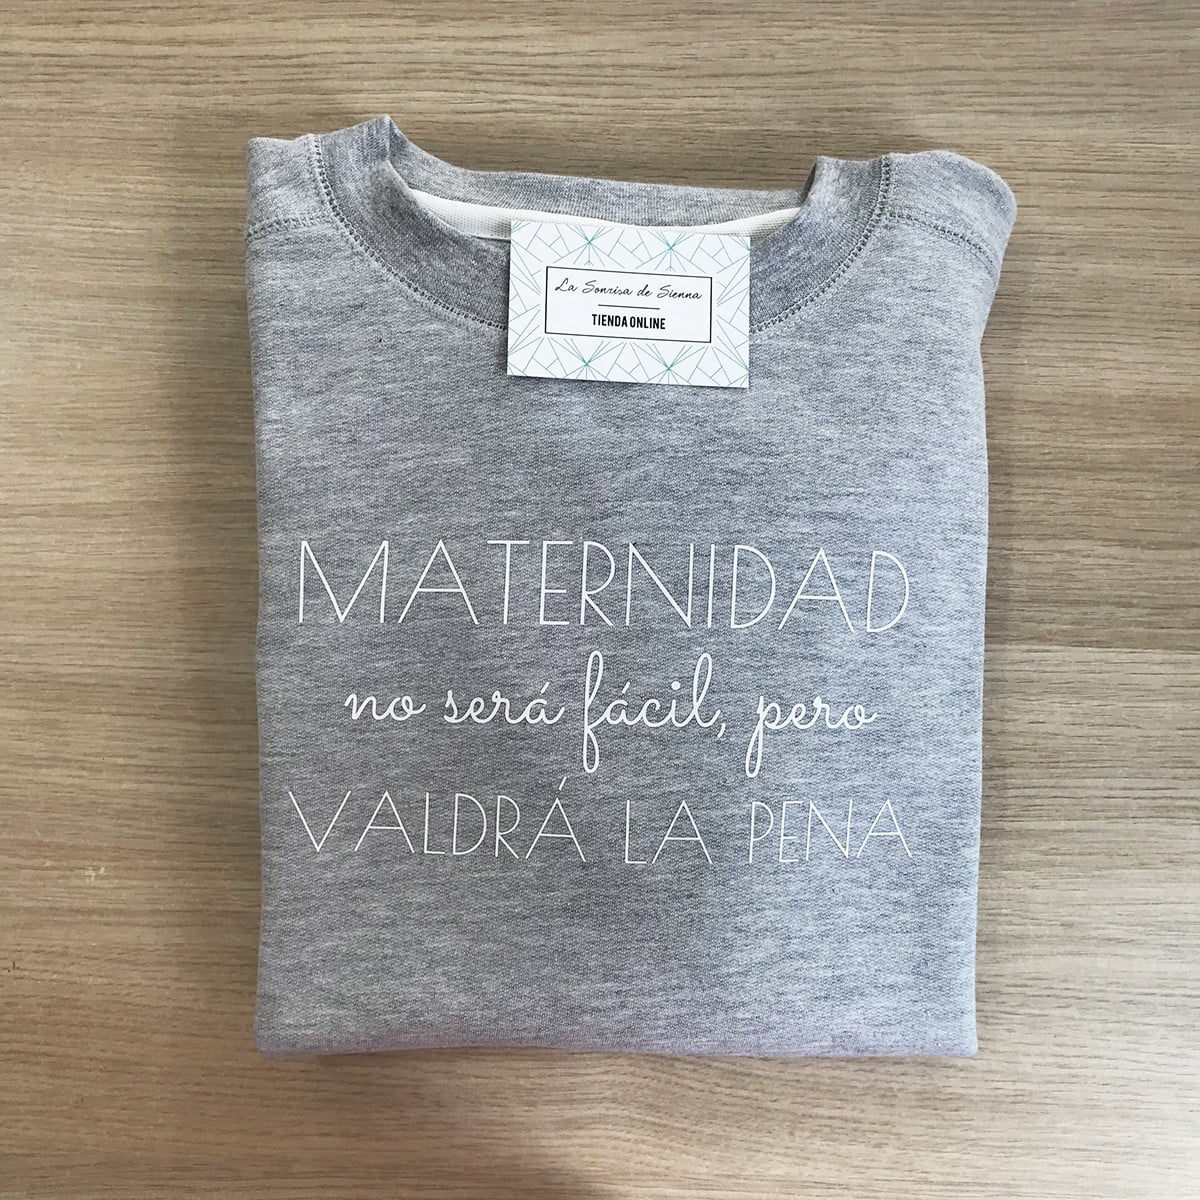 La Sonrisa de Sienna
TIENDA ONLINE
MATERNIDAD
no será fácil, pero
VALDRÁ LA PENA